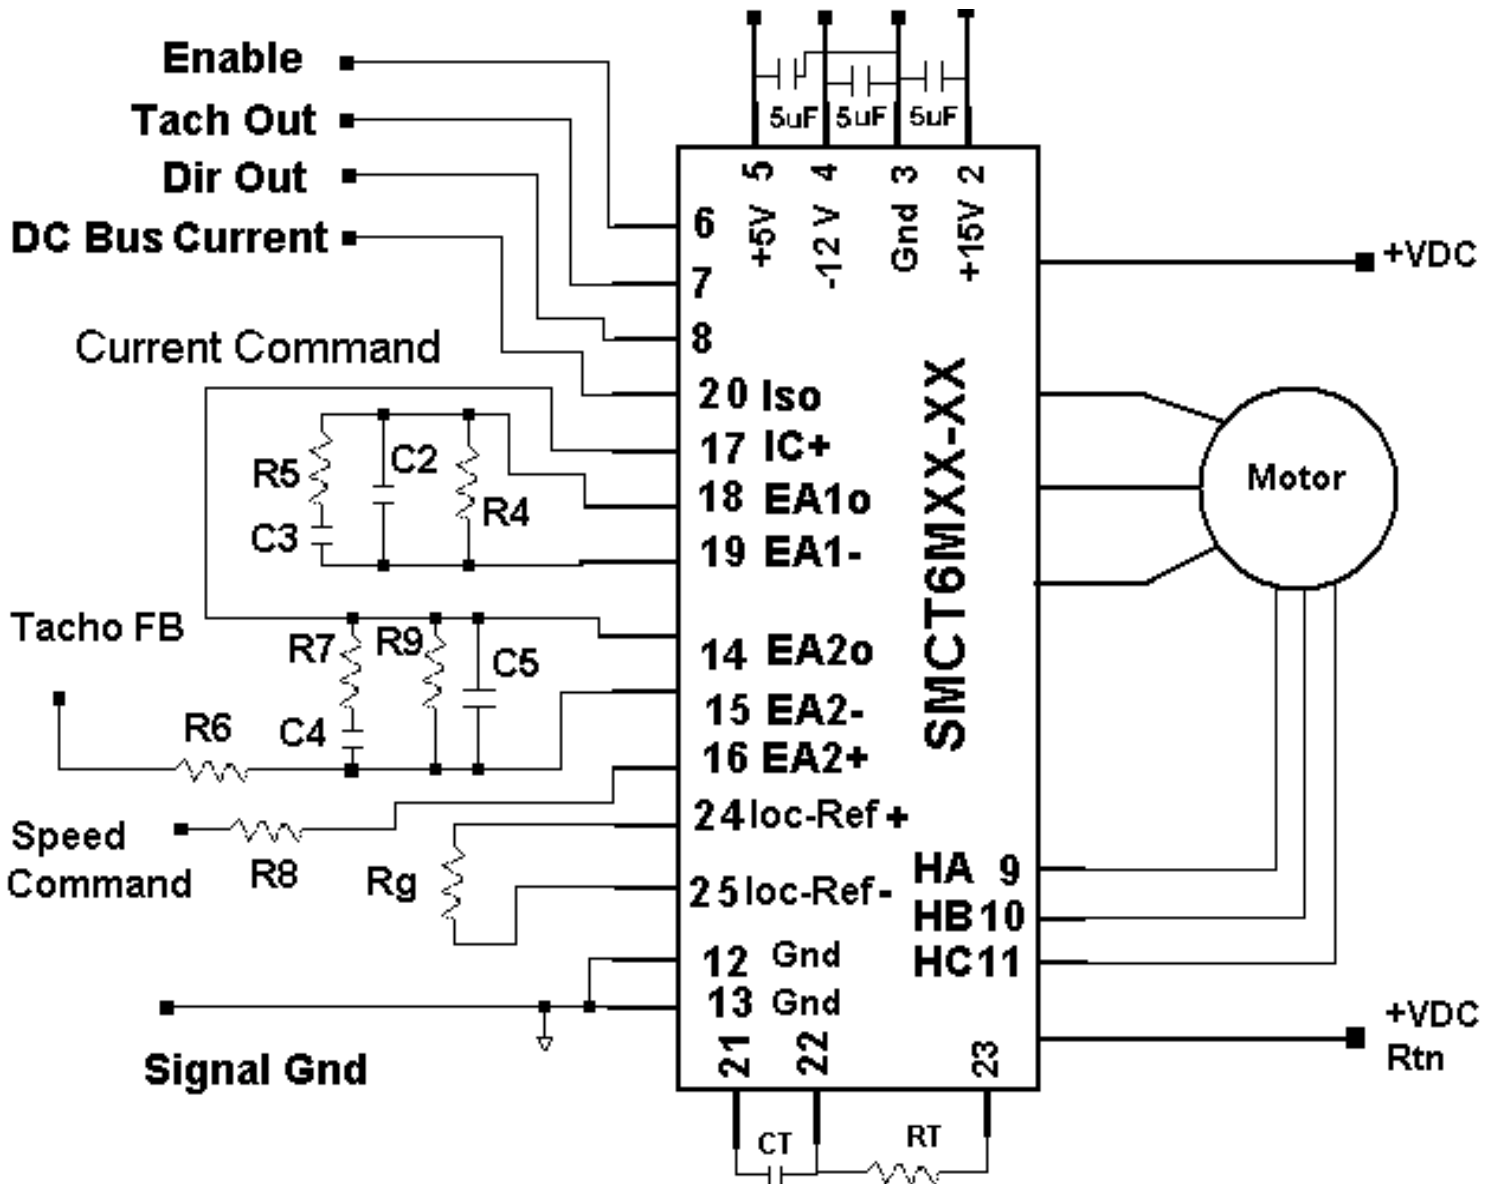 Enable
Tach Out
Dir Out
DC Bus Current
Current Command
5uF 5uF 5uF
+5V 5
-12 V 4
Gnd 3
+15V 2
+VDC
6
7
8
20 Iso
17 IC+
18 EA1o
19 EA1-
14 EA2o
15 EA2-
16 EA2+
24 Ioc-Ref +
25 Ioc-Ref -
12 Gnd
13 Gnd
21
22
23
SMCT6MXX-XX
Motor
HA 9
HB 10
HC 11
+VDC
Rtn
R5
C3
C2
R4
Tacho FB
R7
R9
C5
C4
R6
Speed
Command
R8
Rg
Signal Gnd
CT
RT